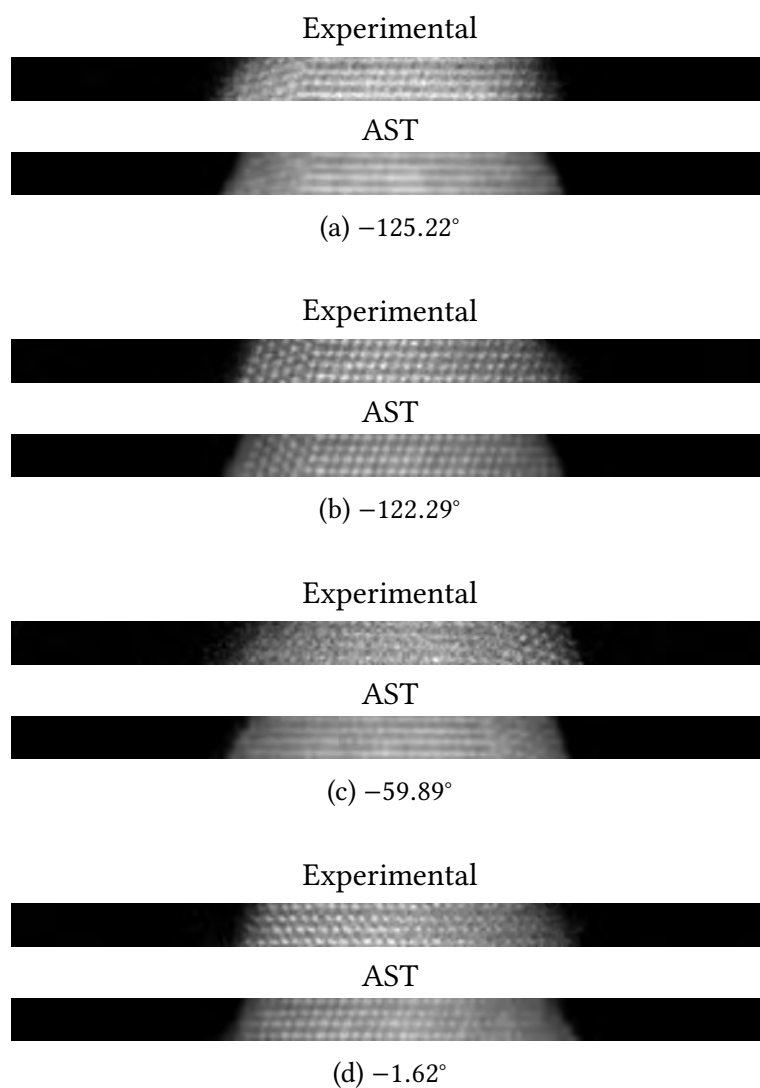 Experimental
AST
(a) −125.22°
Experimental
AST
(b) −122.29°
Experimental
AST
(c) −59.89°
Experimental
AST
(d) −1.62°